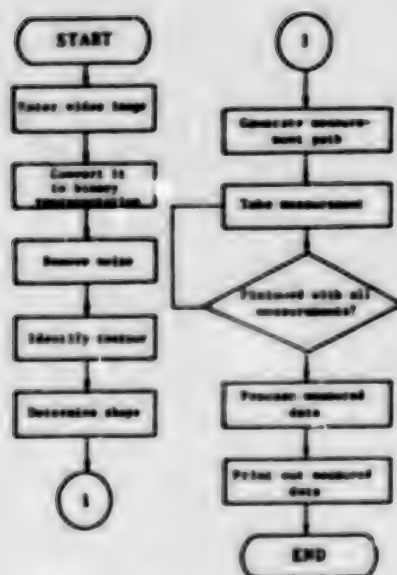 START
Enter video image
Convert it
to binary
representation
Remove noise
Identify contour
Determine shape
1
1
Generate measure-
ment path
Take measurement
Finished with all
measurements?
Process measured
data
Print out measured
data
END